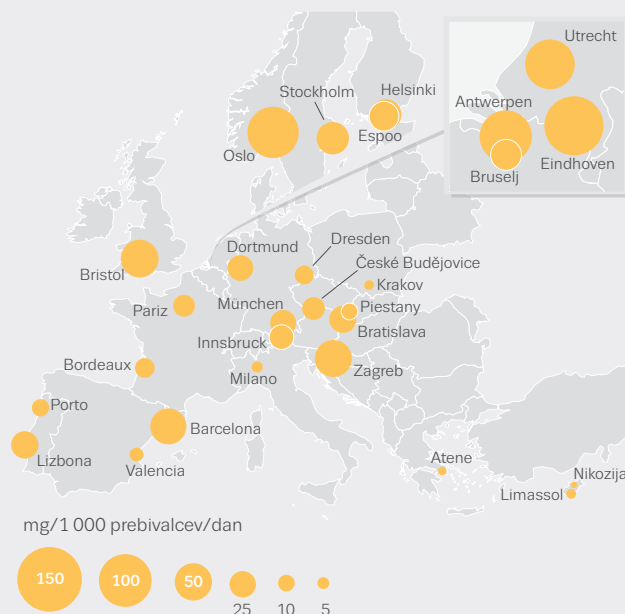 Utrecht
Helsinki
Stockholm
Antwerpen
Espoo
Oslo
Eindhoven
Bruselj
Dresden
Dortmund
České Budějovice
Bristol
Krakov
München
Piestany
Pariz
Bratislava
Innsbruck
Bordeaux
Zagreb
Milano
Porto
Barcelona
Atene
Lizbona
Valencia
Nikozija
Limassol
mg/1 000 prebivalcev/dan
150 100 50
25 10 5